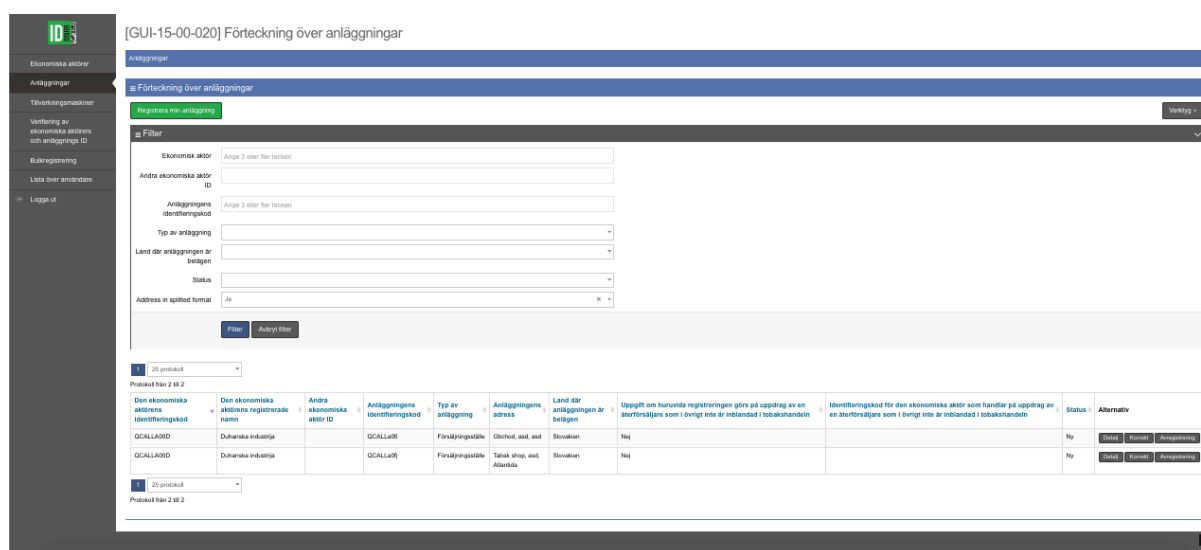 ID
[GUI-15-00-020] Förteckning över anläggningar
Ekonomiska aktörer
Anläggningar
Tillverkningsmaskiner
Verifiering av
ekonomiska aktörers
och anläggnings ID
Bulkregistrering
Lista över användare
Logga ut
Anläggningar
Förteckning över anläggningar
Registrera min anläggning
Verktyg
Filter
Ekonomisk aktör
Ange 3 eller fler tecken
Andra ekonomiska aktör
ID
Anläggningens
identifieringskod
Ange 3 eller fler tecken
Typ av anläggning
Land där anläggningen är
belägen
Status
Address in splitted format
Ja
Filter
Avbryt filter
1
25 protokoll
Protokoll från 2 till 2
Den ekonomiska
aktörens
identifieringskod
Den ekonomiska
aktörens registrerade
namn
Andra
ekonomiska
aktör ID
Anläggningens
identifieringskod
Typ av
anläggning
Anläggningens
adress
Land där
anläggningen är
belägen
Uppgift om huruvida registreringen görs på uppdrag av en
återförsäljare som i övrigt inte är inblandad i tobakshandeln
Identifieringskod för den ekonomiska aktör som handlar på uppdrag av
en återförsäljare som i övrigt inte är inblandad i tobakshandeln
Status
Alternativ
QCALLA00D
Duhanska industrija
QCALLa0fi
Försäljningsställe
Obchod, asd, asd
Slovakien
Nej
Ny
Detalj
Korrekt
Avregistrering
QCALLA00D
Duhanska industrija
QCALLa0fj
Försäljningsställe
Tabak shop, asd,
Atlantida
Slovakien
Nej
Ny
Detalj
Korrekt
Avregistrering
1
25 protokoll
Protokoll från 2 till 2